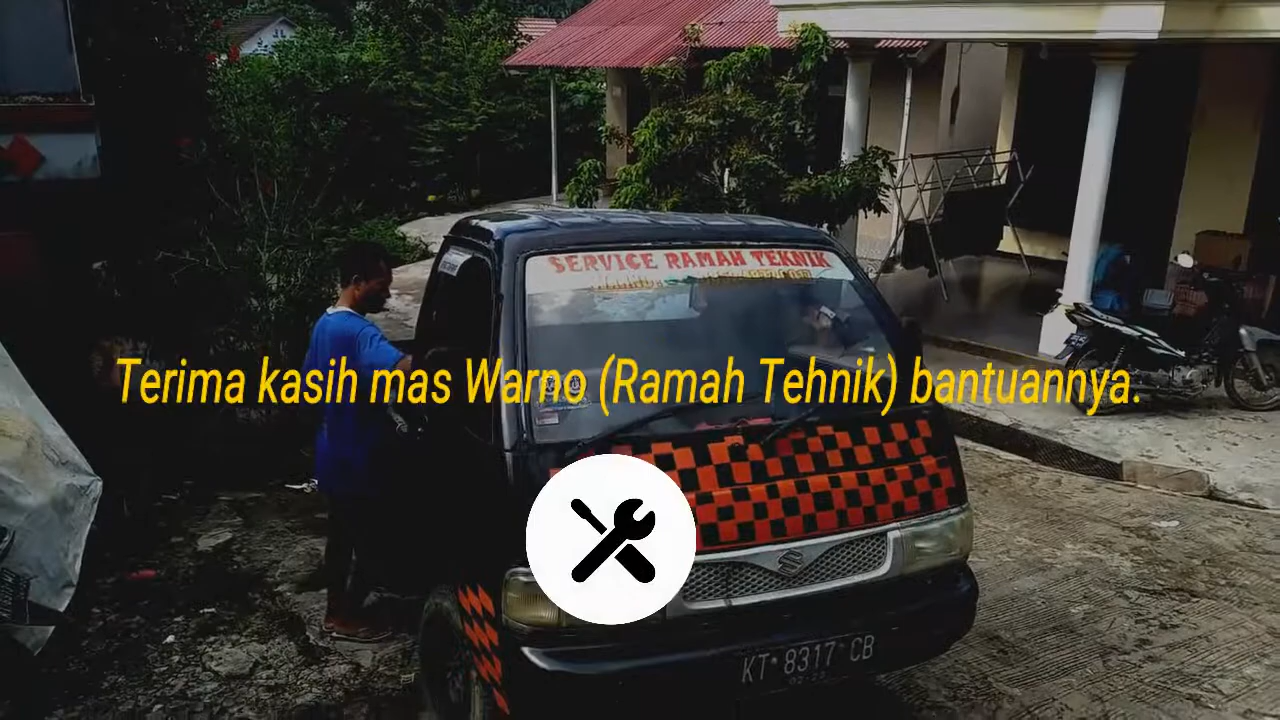 SERVICE RAMAH TEKNIK
Terima kasih mas Warno (Ramah Tehnik) bantuannya.
KT 8317 CB